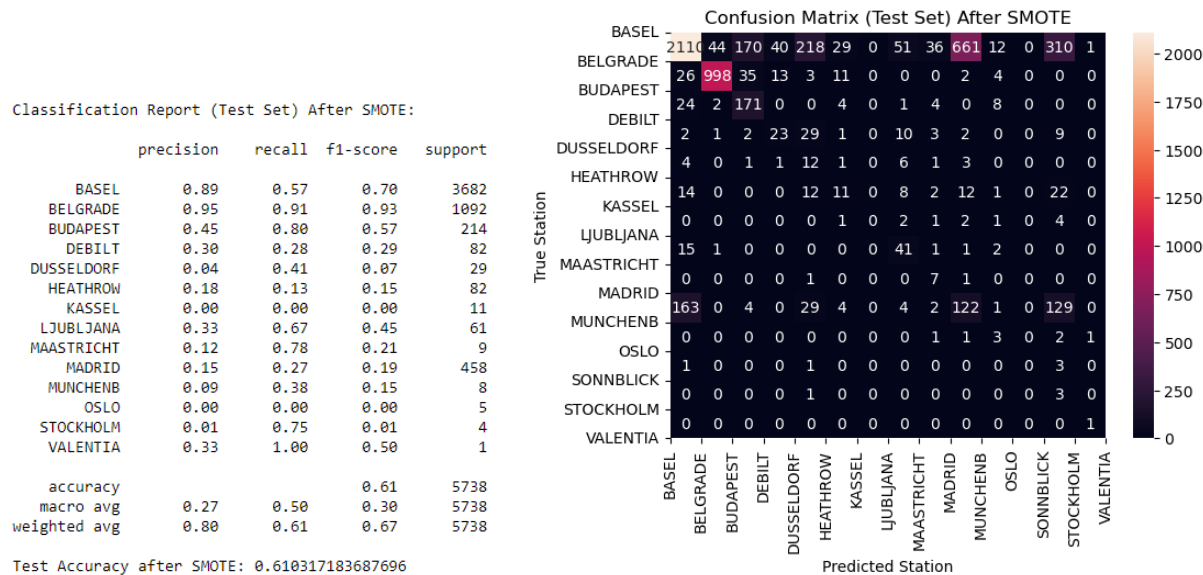 Classification Report (Test Set) After SMOTE:
precision recall f1-score support
BASEL 0.89 0.57 0.70 3682
BELGRADE 0.95 0.91 0.93 1092
BUDAPEST 0.45 0.80 0.57 214
DEBILT 0.30 0.28 0.29 82
DUSSELDORF 0.04 0.41 0.07 29
HEATHROW 0.18 0.13 0.15 82
KASSEL 0.00 0.00 0.00 11
LJUBLJANA 0.33 0.67 0.45 61
MAASTRICHT 0.12 0.78 0.21 9
MADRID 0.15 0.27 0.19 458
MUNCHENB 0.09 0.38 0.15 8
OSLO 0.00 0.00 0.00 5
STOCKHOLM 0.01 0.75 0.01 4
VALENTIA 0.33 1.00 0.50 1
accuracy 0.61 5738
macro avg 0.27 0.50 0.30 5738
weighted avg 0.80 0.61 0.67 5738
Test Accuracy after SMOTE: 0.610317183687696
Confusion Matrix (Test Set) After SMOTE
True Station
BASEL
2110 44 170 40 218 29 0 51 36 661 12 0 310 1
BELGRADE
26 998 35 13 3 11 0 0 0 2 4 0 0 0
BUDAPEST
24 2 171 0 0 4 0 1 4 0 8 0 0 0
DEBILT
2 1 2 23 29 1 0 10 3 2 0 0 9 0
DUSSELDORF
4 0 1 1 12 1 0 6 1 3 0 0 0 0
HEATHROW
14 0 0 0 12 11 0 8 2 12 1 0 22 0
KASSEL
0 0 0 0 0 1 0 2 1 2 1 0 4 0
LJUBLJANA
15 1 0 0 0 0 0 41 1 1 2 0 0 0
MAASTRICHT
0 0 0 0 1 0 0 0 7 1 0 0 0 0
MADRID
163 0 4 0 29 4 0 4 2 122 1 0 129 0
MUNCHENB
0 0 0 0 0 0 0 0 1 1 3 0 2 1
OSLO
1 0 0 0 1 0 0 0 0 0 0 0 3 0
SONNBLICK
0 0 0 0 1 0 0 0 0 0 0 0 3 0
STOCKHOLM
0 0 0 0 0 0 0 0 0 0 0 0 0 1
VALENTIA
BASEL
BELGRADE
BUDAPEST
DEBILT
DUSSELDORF
HEATHROW
KASSEL
LJUBLJANA
MAASTRICHT
MADRID
MUNCHENB
OSLO
SONNBLICK
STOCKHOLM
VALENTIA
Predicted Station
2000
1750
1500
1250
1000
750
500
250
0